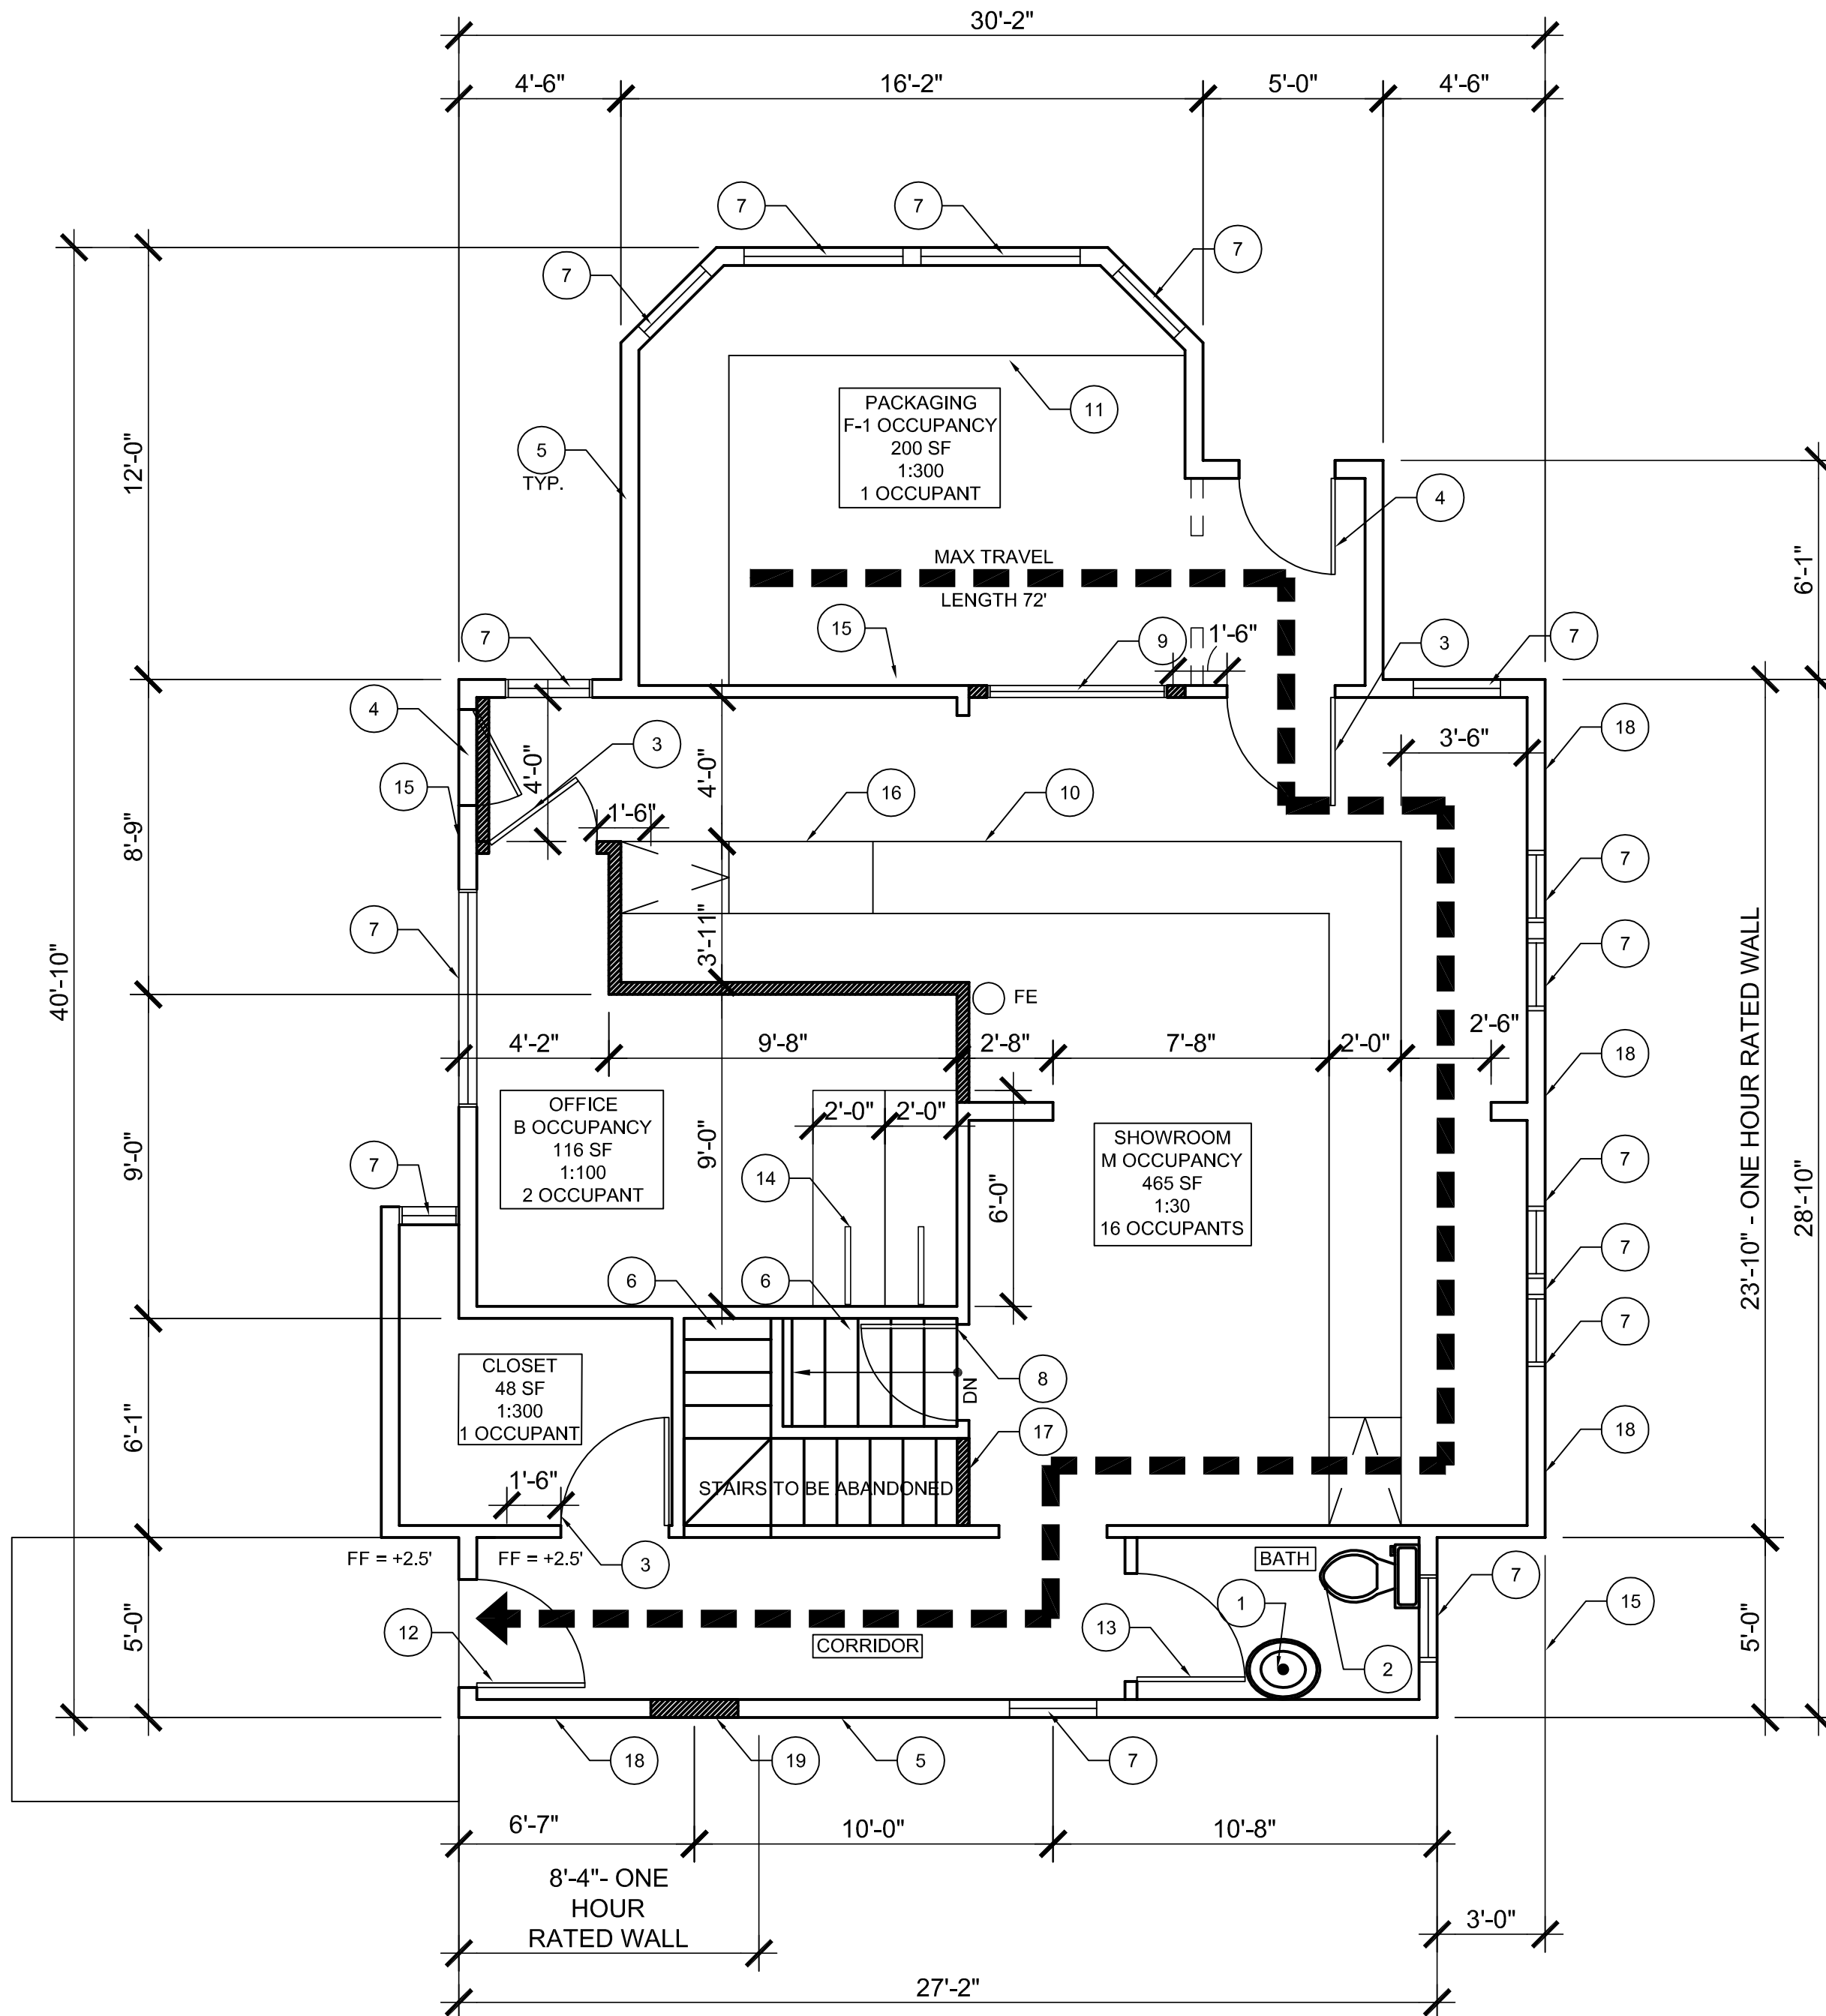 30'-2"
4'-6"
16'-2"
5'-0"
4'-6"
7
7
7
7
40'-10"
12'-0"
5
TYP.
PACKAGING
F-1 OCCUPANCY
200 SF
1:300
1 OCCUPANT
11
4
6'-1"
MAX TRAVEL
LENGTH 72'
15
9
1'-6"
3
7
7
4
3
15
4'-0"
4'-0"
1'-6"
16
10
3'-6"
18
8'-9"
7
7
3'-11"
7
FE
23'-10" - ONE HOUR RATED WALL
28'-10"
4'-2"
9'-8"
2'-8"
7'-8"
2'-0"
2'-6"
18
OFFICE
B OCCUPANCY
116 SF
1:100
2 OCCUPANT
2'-0"
2'-0"
9'-0"
9'-0"
14
6'-0"
SHOWROOM
M OCCUPANCY
465 SF
1:30
16 OCCUPANTS
7
7
7
7
6
6
CLOSET
48 SF
1:300
1 OCCUPANT
DN
8
17
18
6'-1"
1'-6"
STAIRS TO BE ABANDONED
FF = +2.5'
FF = +2.5'
3
BATH
7
15
1
13
2
5'-0"
12
CORRIDOR
5'-0"
18
19
5
7
6'-7"
10'-0"
10'-8"
8'-4"- ONE
HOUR
RATED WALL
3'-0"
27'-2"